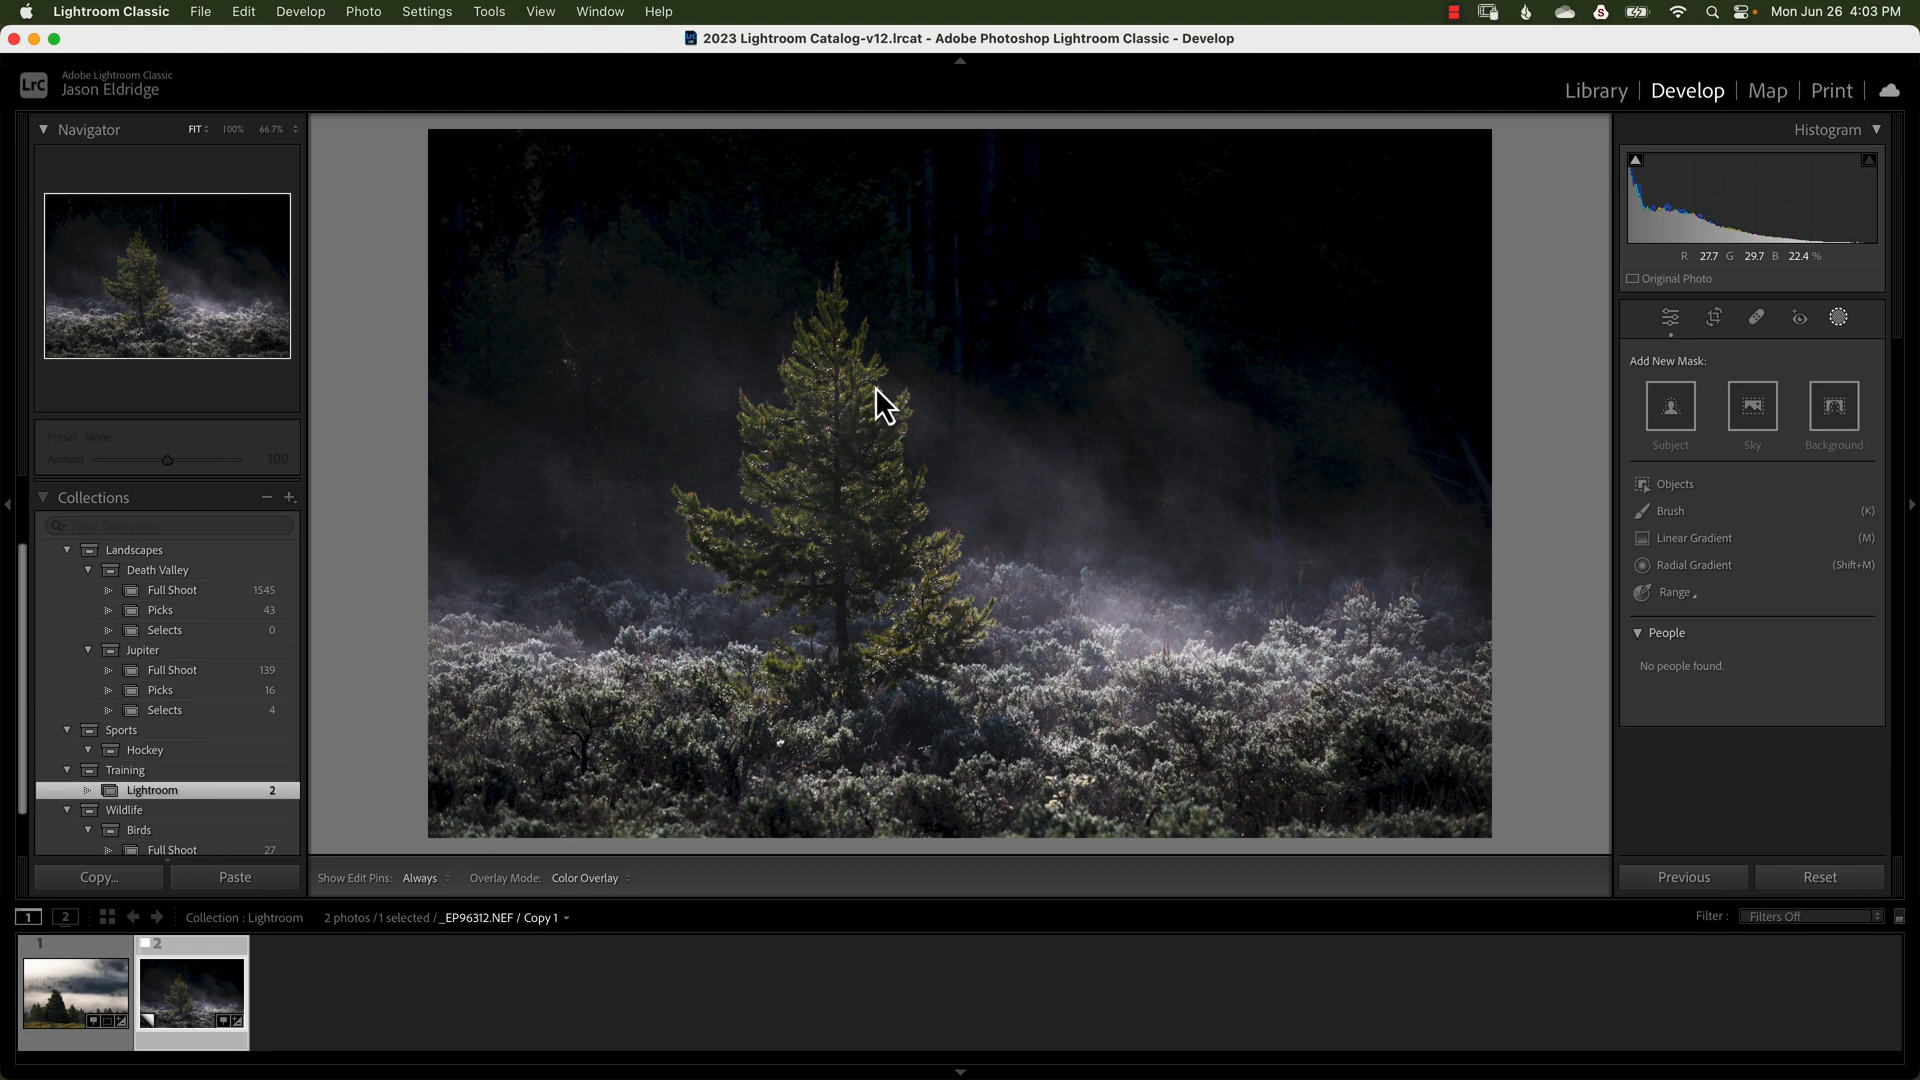 Lightroom Classic File Edit Develop Photo Settings Tools View Window Help Mon Jun 26 4:03 PM
2023 Lightroom Catalog-v12.lrcat - Adobe Photoshop Lightroom Classic - Develop
LrC Adobe Lightroom Classic
Jason Eldridge
Library | Develop | Map | Print |
Navigator FIT 100% 66.7%
Histogram
R 27.7 G 29.7 B 22.4 %
Original Photo
Add New Mask:
Subject Sky Background
Objects
Brush (K)
Linear Gradient (M)
Radial Gradient (Shift+M)
Range
People
No people found.
Preset : None
Amount 100
Collections
Filter Collections
Landscapes
Death Valley
Full Shoot 1545
Picks 43
Selects 0
Jupiter
Full Shoot 139
Picks 16
Selects 4
Sports
Hockey
Training
Lightroom 2
Wildlife
Birds
Full Shoot 27
Copy... Paste
Show Edit Pins: Always Overlay Mode: Color Overlay
Previous Reset
1 2 Collection : Lightroom 2 photos / 1 selected / _EP96312.NEF / Copy 1 Filter : Filters Off
1 2